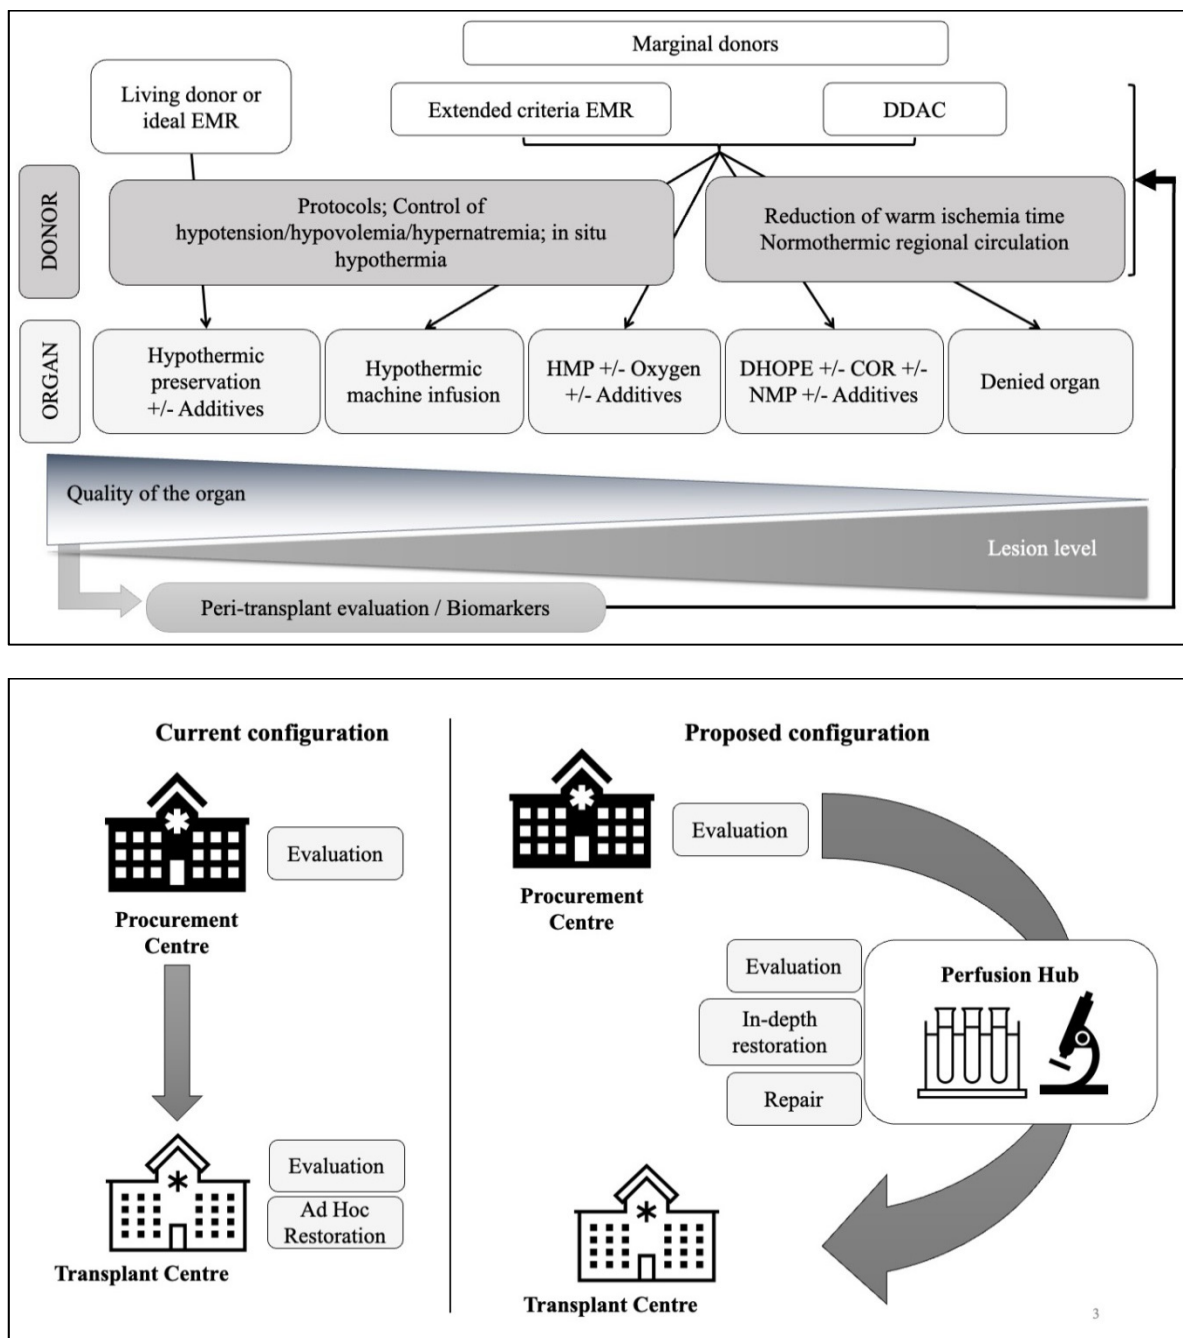 Marginal donors
Living donor or
ideal EMR
Extended criteria EMR
DDAC
DONOR
Protocols; Control of
hypotension/hypovolemia/hypernatremia; in situ
hypothermia
Reduction of warm ischemia time
Normothermic regional circulation
ORGAN
Hypothermic
preservation
+/- Additives
Hypothermic
machine infusion
HMP +/- Oxygen
+/- Additives
DHOPE +/- COR +/-
NMP +/- Additives
Denied organ
Quality of the organ
Lesion level
Peri-transplant evaluation / Biomarkers
Current configuration
Evaluation
Procurement
Centre
Evaluation
Ad Hoc
Restoration
Transplant Centre
Proposed configuration
Evaluation
Procurement
Centre
Evaluation
In-depth
restoration
Repair
Perfusion Hub
Transplant Centre
3